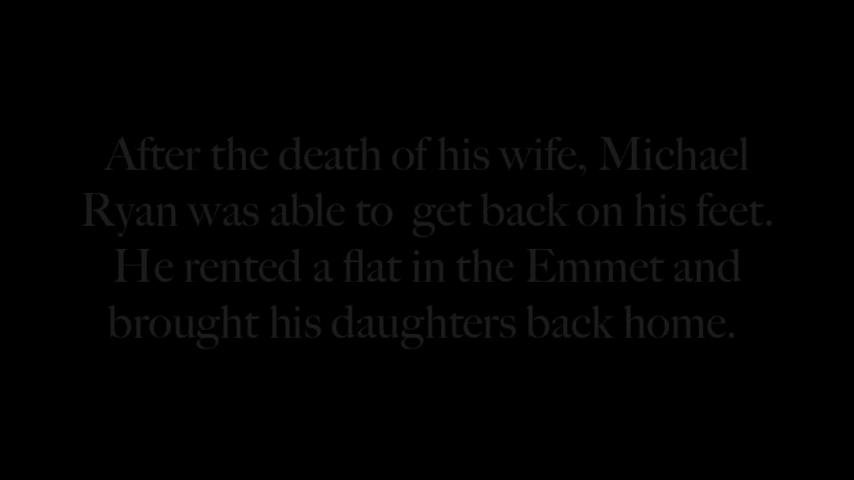 After the death of his wife, Michael
Ryan was able to  get back on his feet.
He rented a flat in the Emmet and
brought his daughters back home.